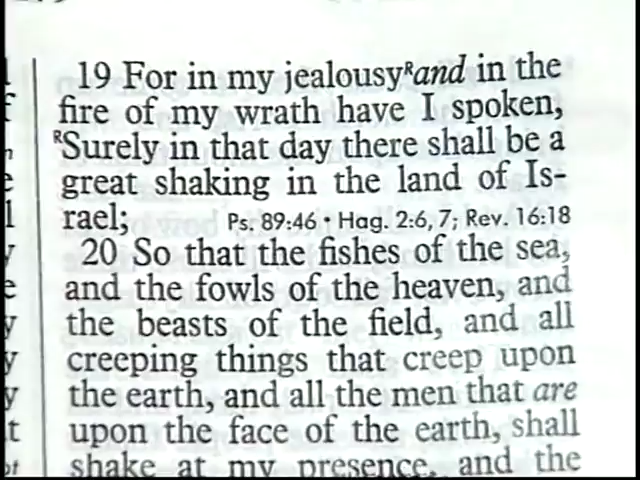 19 For in my jealousyᴿand in the
fire of my wrath have I spoken,
ᴿSurely in that day there shall be a
great shaking in the land of Is-
rael; Ps. 89:46 • Hag. 2:6, 7; Rev. 16:18
20 So that the fishes of the sea,
and the fowls of the heaven, and
the beasts of the field, and all
creeping things that creep upon
the earth, and all the men that are
upon the face of the earth, shall
shake at my presence, and the